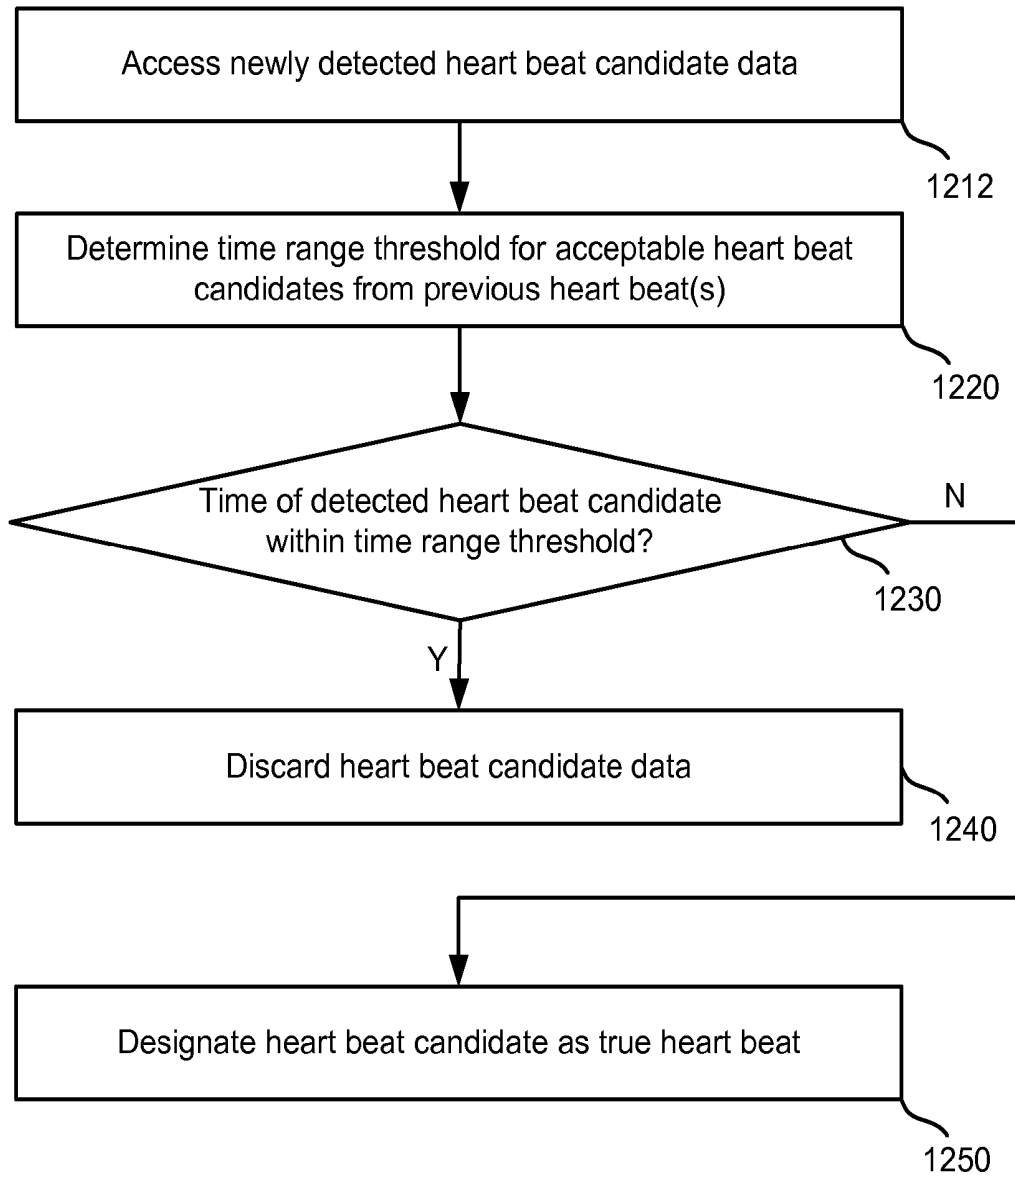 Access newly detected heart beat candidate data
1212
Determine time range threshold for acceptable heart beat
candidates from previous heart beat(s)
1220
Time of detected heart beat candidate
within time range threshold?
N
1230
Y
Discard heart beat candidate data
1240
Designate heart beat candidate as true heart beat
1250